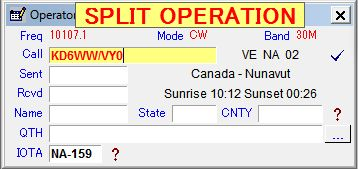 Operator SPLIT OPERATION
Freq 10107.1 Mode CW Band 30M
Call KD6WW/VY0 VE NA 02
Sent Canada - Nunavut
Rcvd Sunrise 10:12 Sunset 00:26
Name State CNTY ?
QTH ...
IOTA NA-159 ?